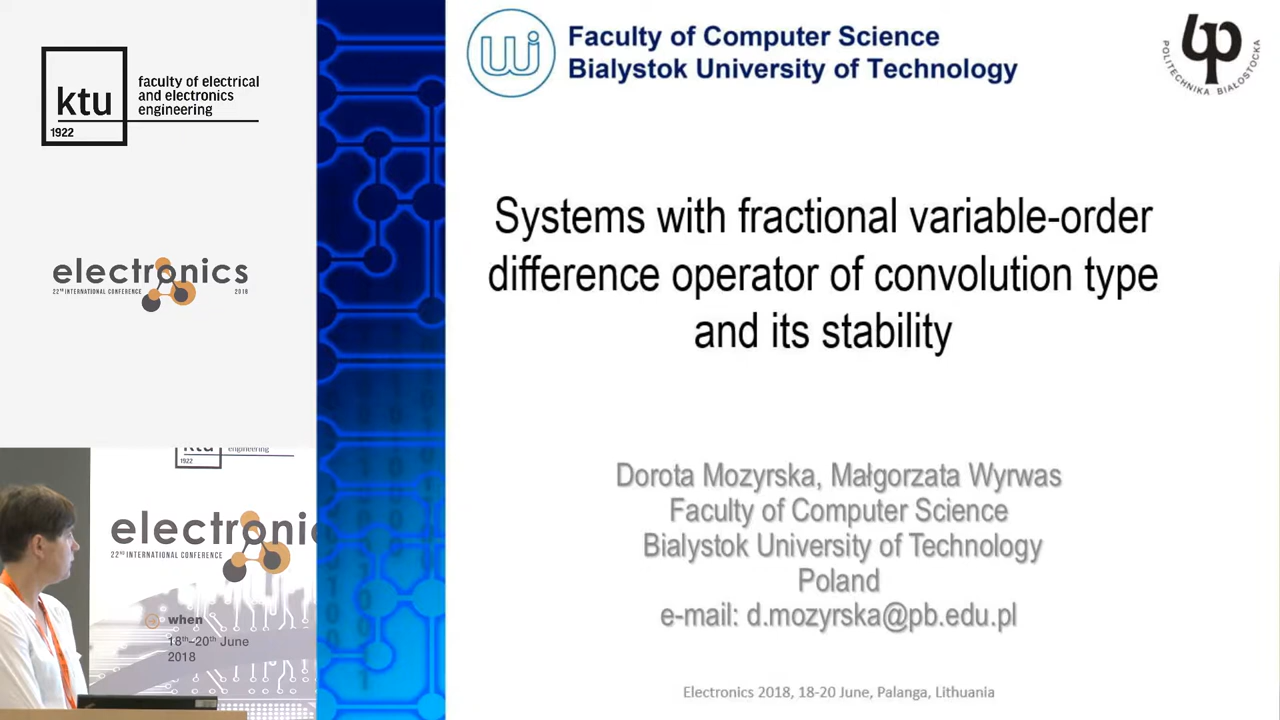 ktu
1922
faculty of electrical
and electronics
engineering
electronics
22ND INTERNATIONAL CONFERENCE 2018
Faculty of Computer Science
Bialystok University of Technology
POLITECHNIKA BIAŁOSTOCKA
Systems with fractional variable-order
difference operator of convolution type
and its stability
Dorota Mozyrska, Małgorzata Wyrwas
Faculty of Computer Science
Bialystok University of Technology
Poland
e-mail: d.mozyrska@pb.edu.pl
Electronics 2018, 18-20 June, Palanga, Lithuania
ktu
1922
engineering
electronic
22ND INTERNATIONAL CONFERENCE
when
18th–20th June
2018